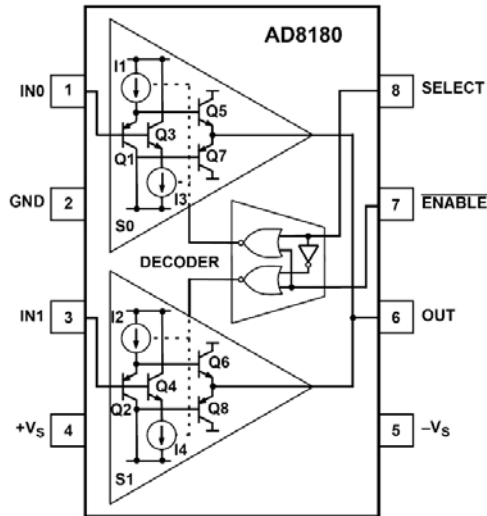 AD8180
IN0
1
I1
Q5
Q3
Q1
Q7
I3
S0
8
SELECT
GND
2
7
ENABLE
DECODER
IN1
3
I2
Q6
Q4
Q2
Q8
I4
S1
6
OUT
+VS
4
5
–VS